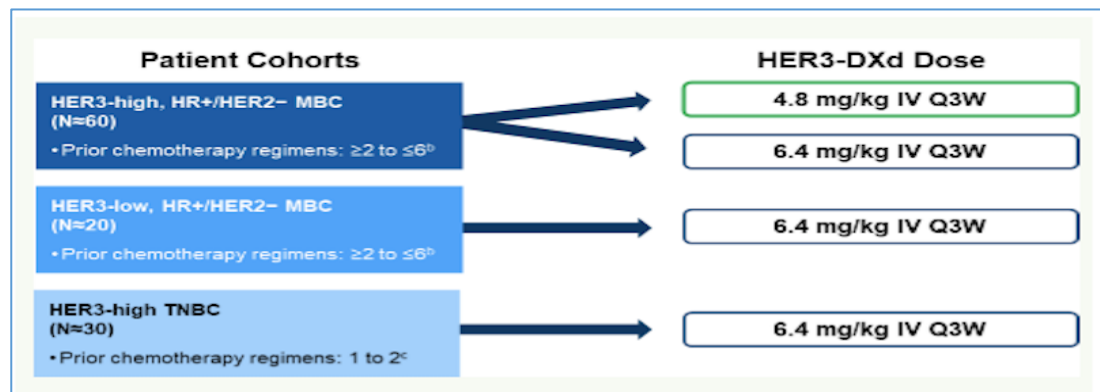 Patient Cohorts
HER3-DXd Dose
HER3-high, HR+/HER2− MBC
(N≈60)
• Prior chemotherapy regimens: ≥2 to ≤6ᵇ
4.8 mg/kg IV Q3W
6.4 mg/kg IV Q3W
HER3-low, HR+/HER2− MBC
(N≈20)
• Prior chemotherapy regimens: ≥2 to ≤6ᵇ
6.4 mg/kg IV Q3W
HER3-high TNBC
(N≈30)
• Prior chemotherapy regimens: 1 to 2ᶜ
6.4 mg/kg IV Q3W